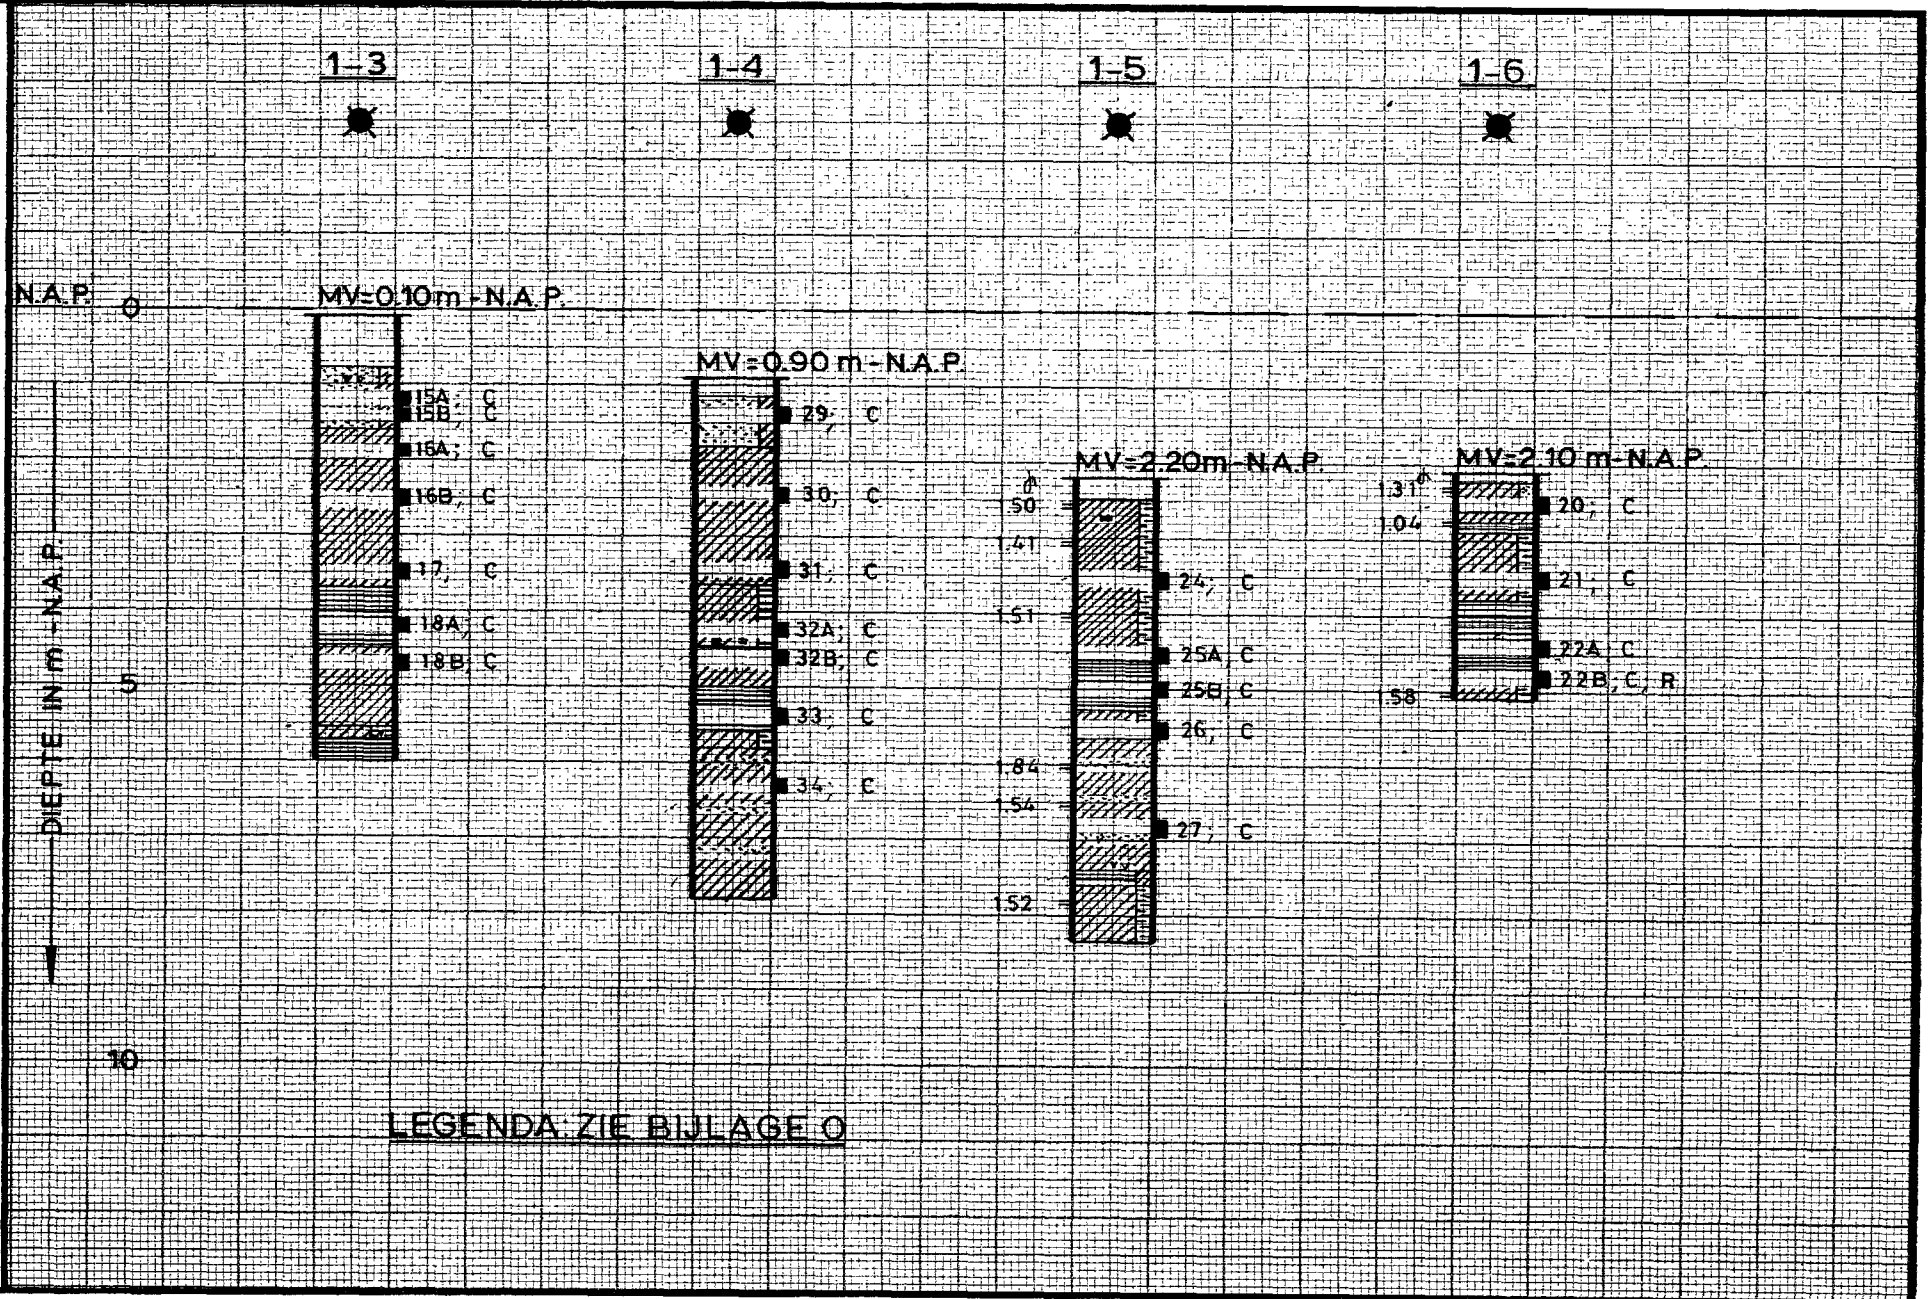 1-3
1-4
1-5
1-6
N.A.P. 0
MV=0.10m-N.A.P.
15A; C
15B; C
16A; C
16B; C
17; C
18A; C
18B; C
MV=0.90 m-N.A.P.
29; C
30; C
31; C
32A; C
32B; C
33; C
34; C
MV=2.20m-N.A.P.
1.50
1.41
1.51
1.84
1.54
1.52
24; C
25A; C
25B; C
26; C
27; C
MV=2.10 m-N.A.P.
1.31
1.04
1.58
20; C
21; C
22A; C
22B; C; R
DIEPTE IN m-N.A.P.
5
10
LEGENDA: ZIE BIJLAGE 0